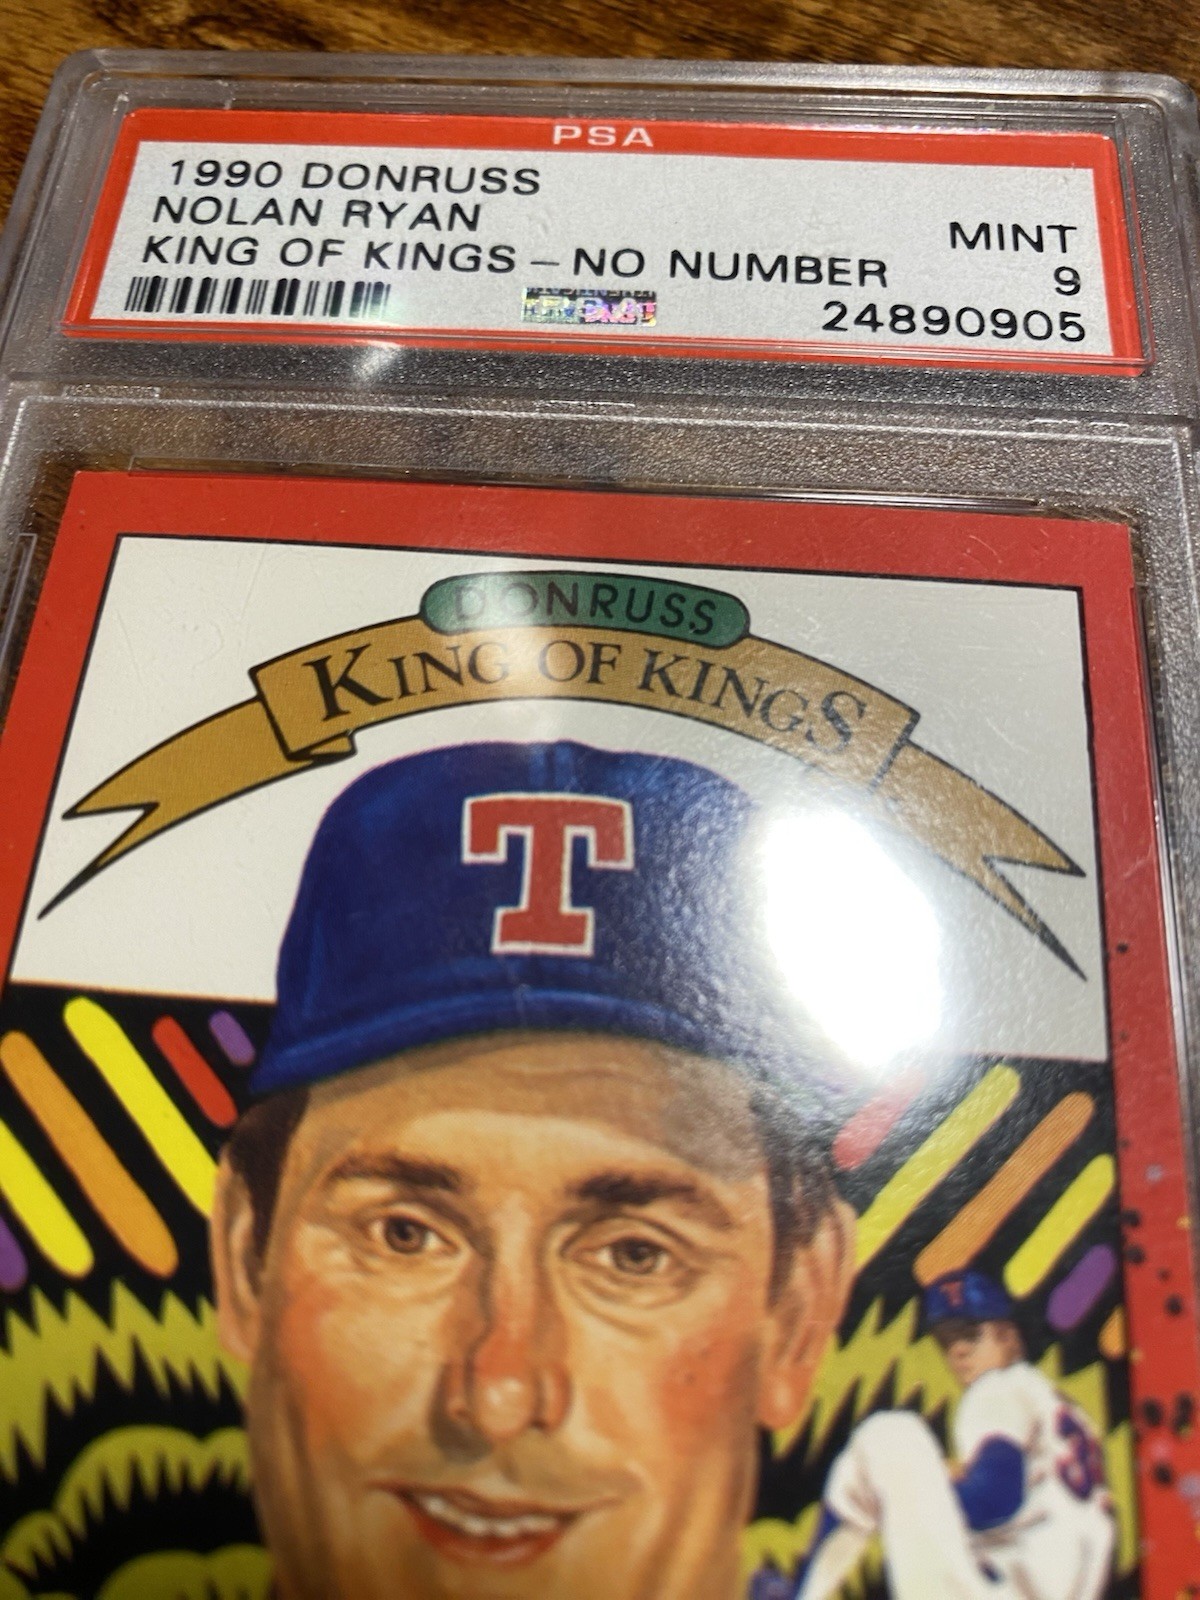 PSA
1990 DONRUSS
NOLAN RYAN
KING OF KINGS - NO NUMBER
MINT
9
24890905
DONRUSS
KING OF KINGS
T
T